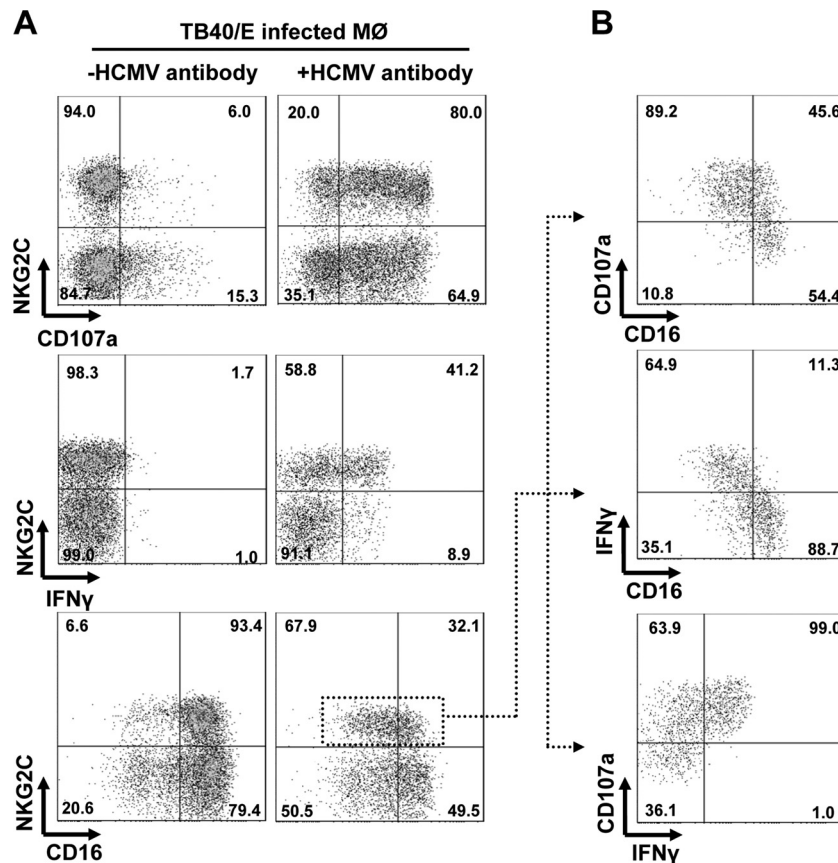 A
B
TB40/E infected MØ
-HCMV antibody
+HCMV antibody
94.0 6.0
20.0 80.0
84.7 15.3
35.1 64.9
NKG2C
CD107a
89.2 45.6
10.8 54.4
CD107a
CD16
98.3 1.7
58.8 41.2
99.0 1.0
91.1 8.9
NKG2C
IFNγ
64.9 11.3
35.1 88.7
IFNγ
CD16
6.6 93.4
67.9 32.1
20.6 79.4
50.5 49.5
NKG2C
CD16
63.9 99.0
36.1 1.0
CD107a
IFNγ